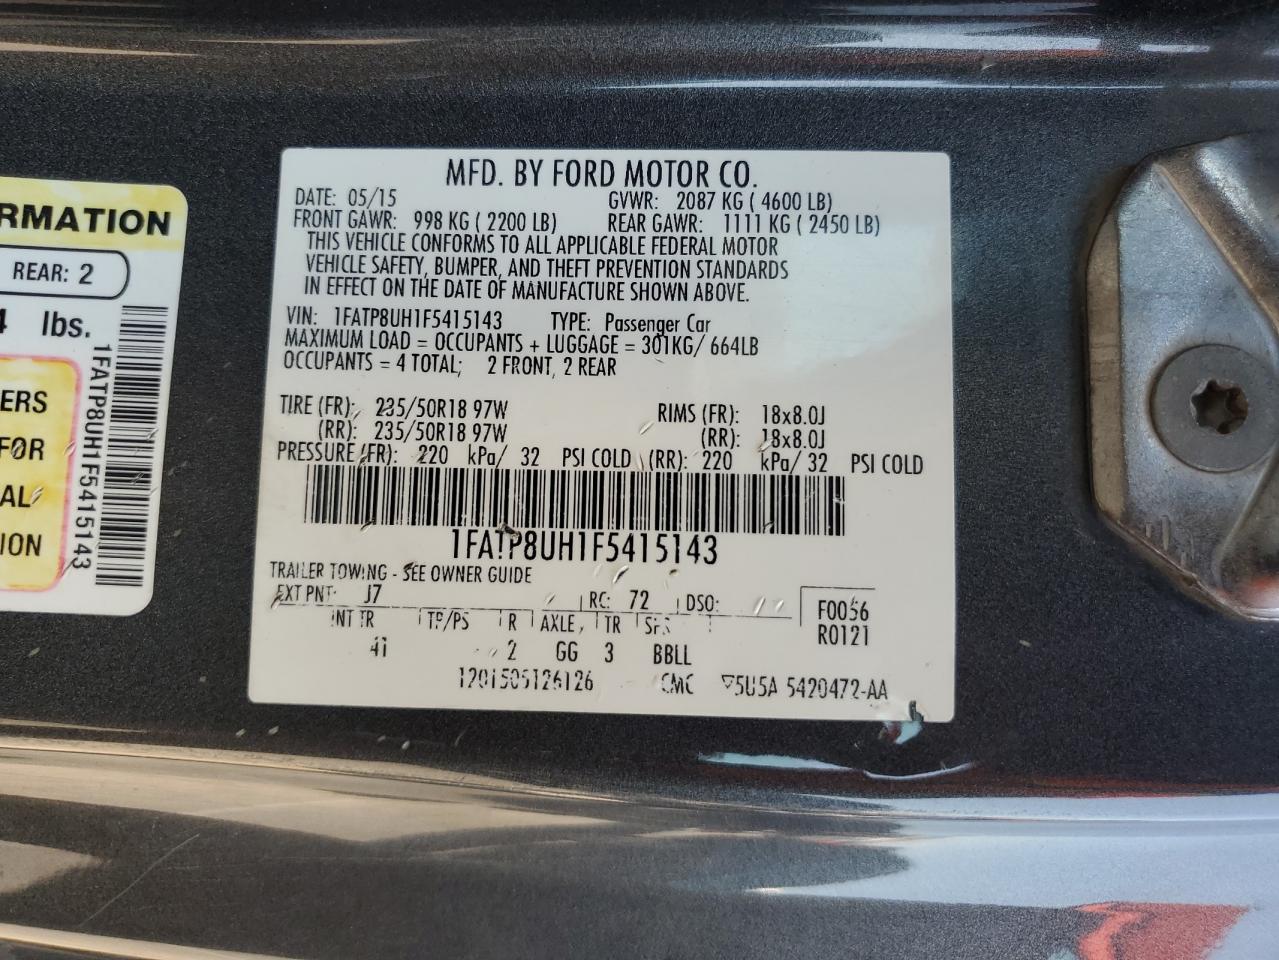 RMATION
REAR: 2
4 lbs.
ERS
FOR
AL
ION
1FATP8UH1F5415143
MFD. BY FORD MOTOR CO.
DATE: 05/15 GVWR: 2087 KG ( 4600 LB)
FRONT GAWR: 998 KG ( 2200 LB) REAR GAWR: 1111 KG ( 2450 LB)
THIS VEHICLE CONFORMS TO ALL APPLICABLE FEDERAL MOTOR
VEHICLE SAFETY, BUMPER, AND THEFT PREVENTION STANDARDS
IN EFFECT ON THE DATE OF MANUFACTURE SHOWN ABOVE.
VIN: 1FATP8UH1F5415143 TYPE: Passenger Car
MAXIMUM LOAD = OCCUPANTS + LUGGAGE = 301KG/ 664LB
OCCUPANTS = 4 TOTAL; 2 FRONT, 2 REAR
TIRE (FR): 235/50R18 97W RIMS (FR): 18x8.0J
(RR): 235/50R18 97W (RR): 18x8.0J
PRESSURE (FR): 220 kPa/ 32 PSI COLD (RR): 220 kPa/ 32 PSI COLD
1FATP8UH1F5415143
TRAILER TOWING - SEE OWNER GUIDE
EXT PNT: J7 RC: 72 DSO: F0056
INT TR TP/PS R AXLE TR SPR R0121
41 2 GG 3 BBLL
1201505126126 CMC ▽5U5A 5420472-AA